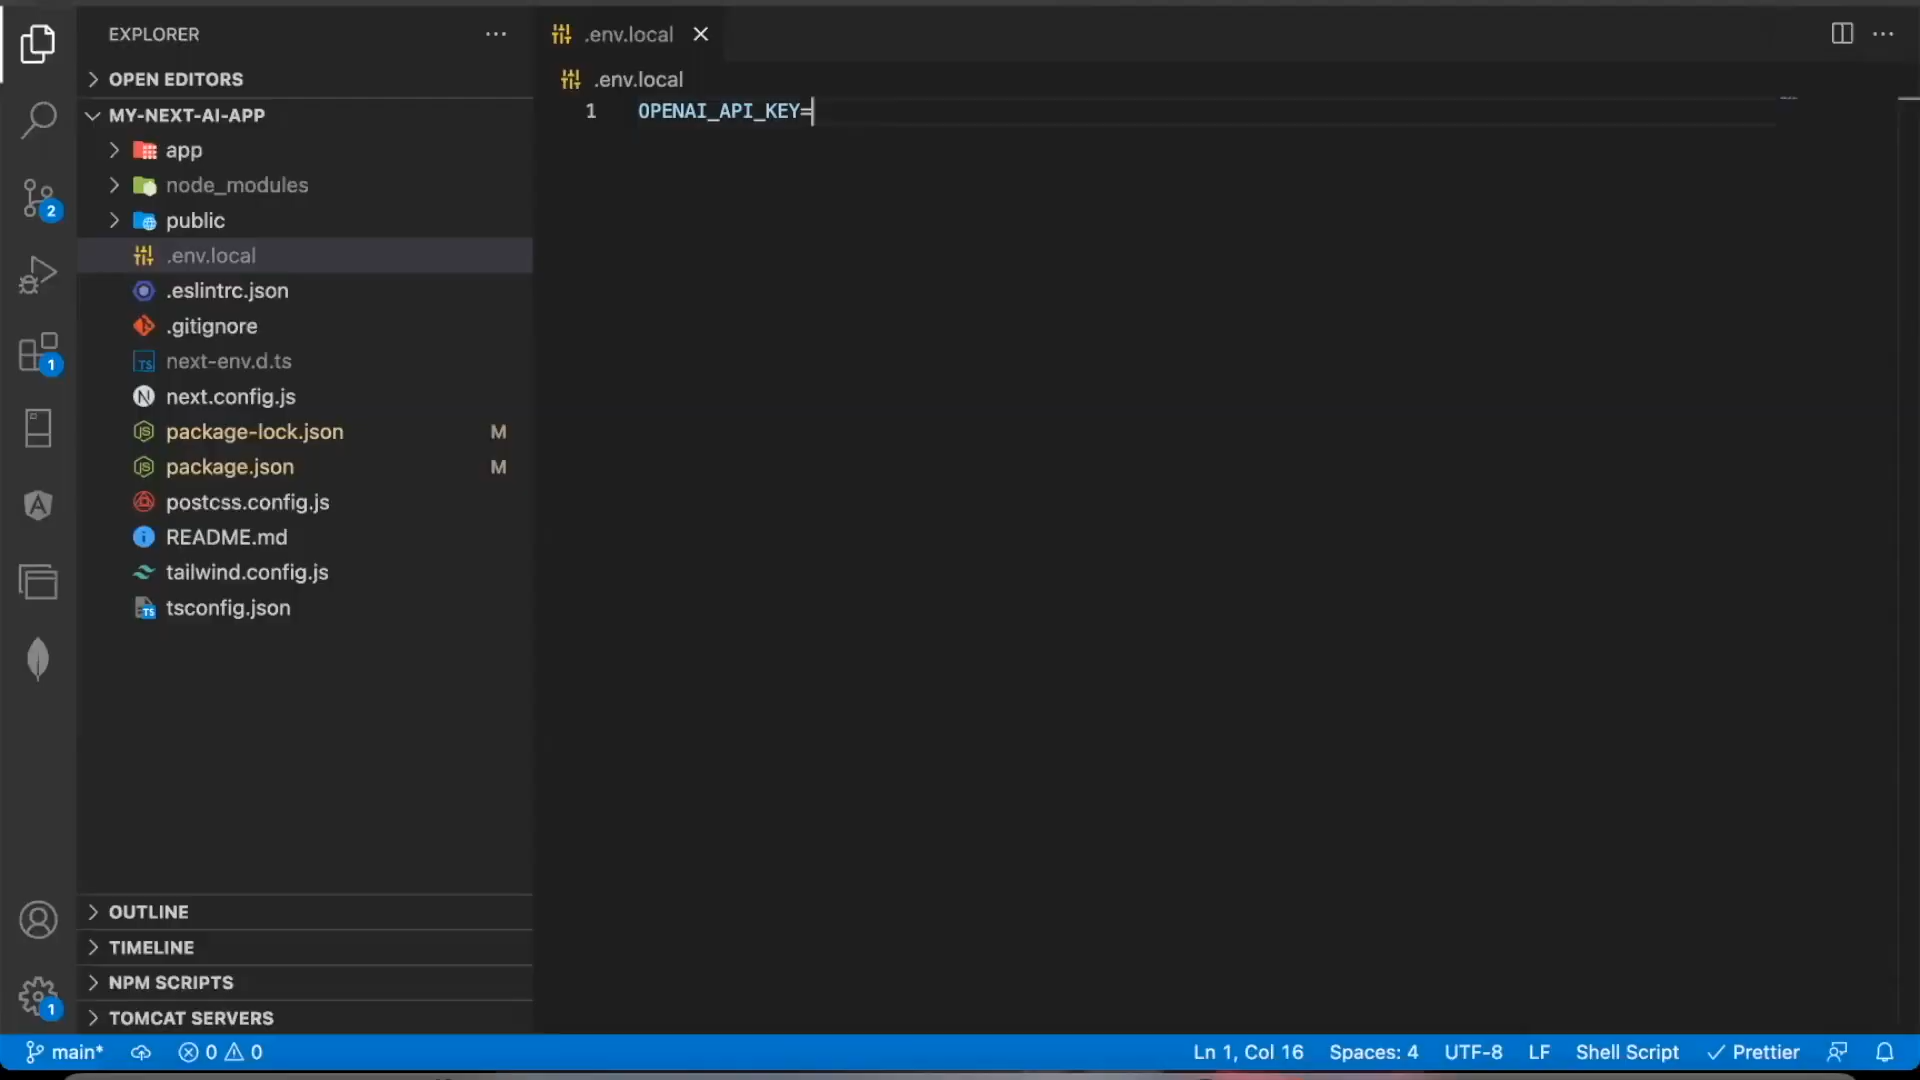 EXPLORER
OPEN EDITORS
MY-NEXT-AI-APP
app
node_modules
public
.env.local
.eslintrc.json
.gitignore
next-env.d.ts
next.config.js
package-lock.json M
package.json M
postcss.config.js
README.md
tailwind.config.js
tsconfig.json
OUTLINE
TIMELINE
NPM SCRIPTS
TOMCAT SERVERS
2
1
1
.env.local
.env.local
1 OPENAI_API_KEY=
main* 0 0 Ln 1, Col 16 Spaces: 4 UTF-8 LF Shell Script Prettier